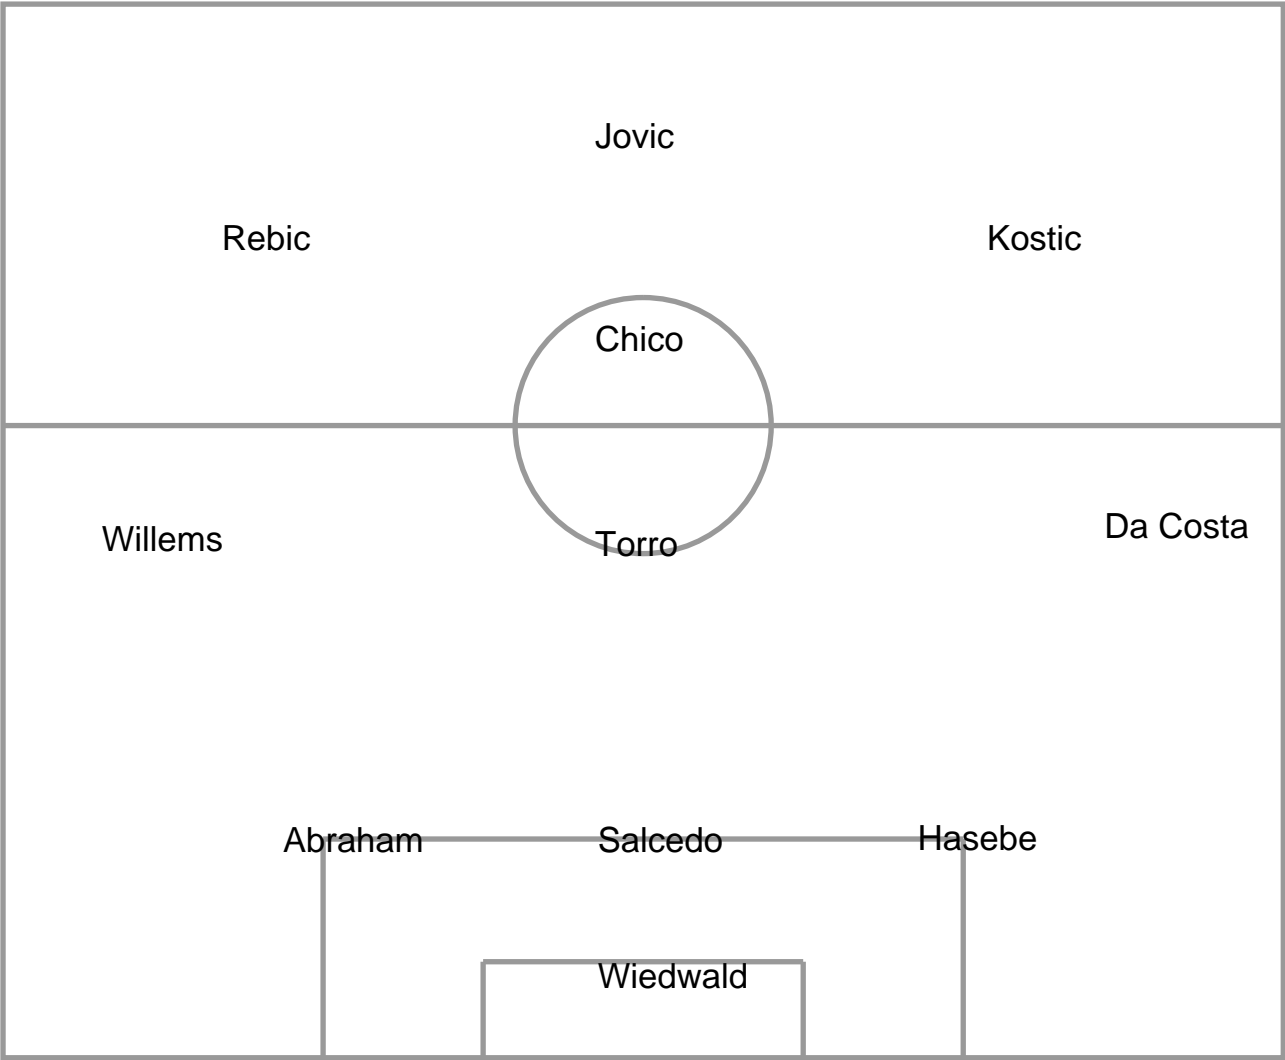 Jovic
Rebic
Kostic
Chico
Willems
Torro
Da Costa
Abraham
Salcedo
Hasebe
Wiedwald